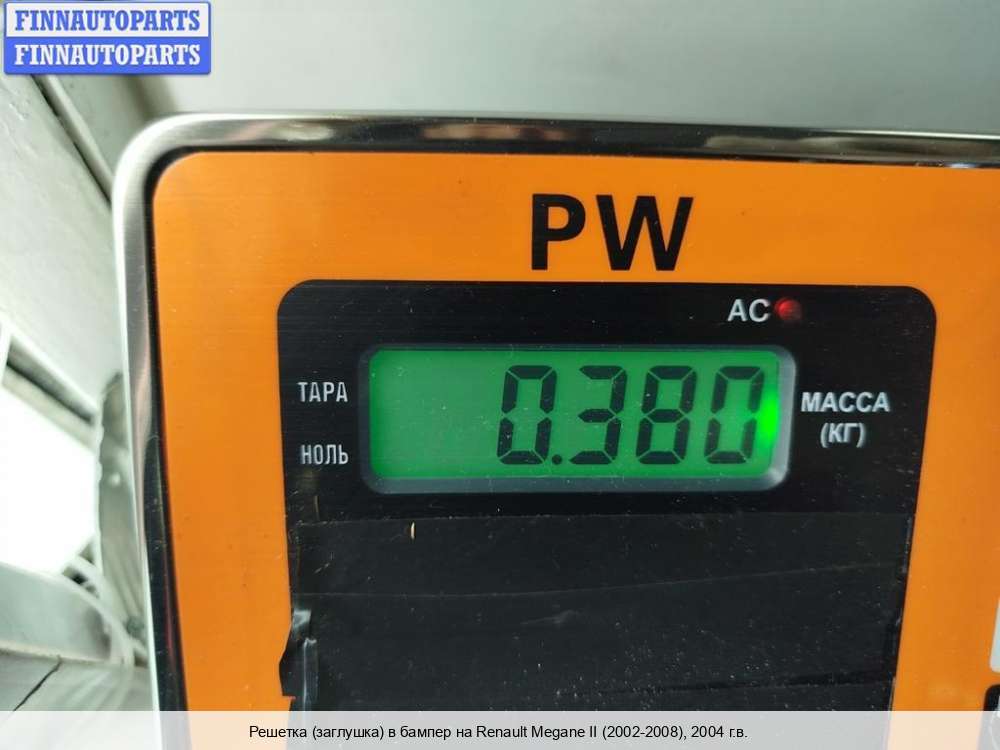 FINNAUTOPARTS
FINNAUTOPARTS
PW
AC
ТАРА
0.380
МАССА
(КГ)
НОЛЬ
Решетка (заглушка) в бампер на Renault Megane II (2002-2008), 2004 г.в.